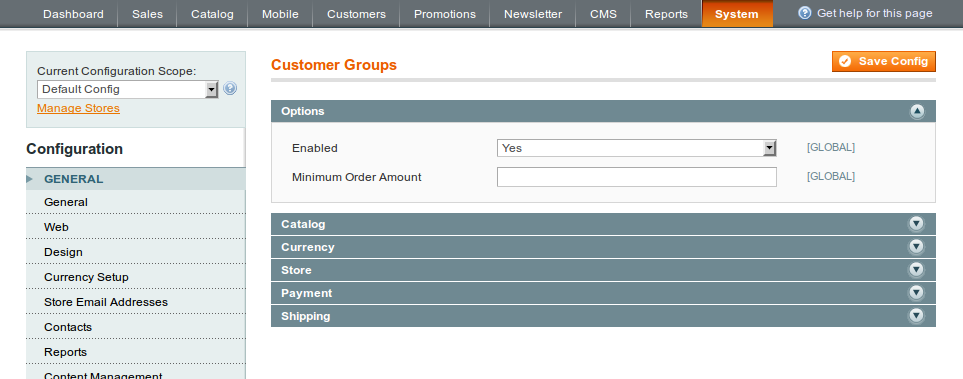 Dashboard Sales Catalog Mobile Customers Promotions Newsletter CMS Reports System Get help for this page
Current Configuration Scope:
Default Config
Manage Stores
Configuration
GENERAL
General
Web
Design
Currency Setup
Store Email Addresses
Contacts
Reports
Content Management
Customer Groups
Save Config
Options
Enabled Yes [GLOBAL]
Minimum Order Amount [GLOBAL]
Catalog
Currency
Store
Payment
Shipping